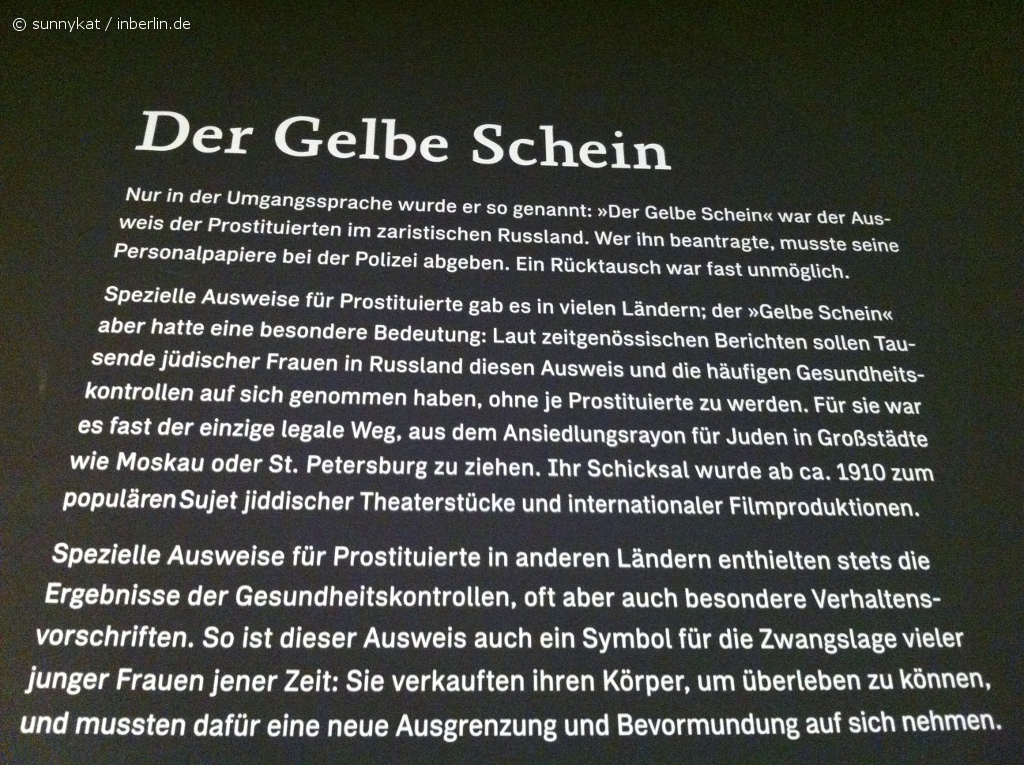 © sunnykat / inberlin.de
Der Gelbe Schein
Nur in der Umgangssprache wurde er so genannt: »Der Gelbe Schein« war der Aus-
weis der Prostituierten im zaristischen Russland. Wer ihn beantragte, musste seine
Personalpapiere bei der Polizei abgeben. Ein Rücktausch war fast unmöglich.
Spezielle Ausweise für Prostituierte gab es in vielen Ländern; der »Gelbe Schein«
aber hatte eine besondere Bedeutung: Laut zeitgenössischen Berichten sollen Tau-
sende jüdischer Frauen in Russland diesen Ausweis und die häufigen Gesundheits-
kontrollen auf sich genommen haben, ohne je Prostituierte zu werden. Für sie war
es fast der einzige legale Weg, aus dem Ansiedlungsrayon für Juden in Großstädte
wie Moskau oder St. Petersburg zu ziehen. Ihr Schicksal wurde ab ca. 1910 zum
populären Sujet jiddischer Theaterstücke und internationaler Filmproduktionen.
Spezielle Ausweise für Prostituierte in anderen Ländern enthielten stets die
Ergebnisse der Gesundheitskontrollen, oft aber auch besondere Verhaltens-
vorschriften. So ist dieser Ausweis auch ein Symbol für die Zwangslage vieler
junger Frauen jener Zeit: Sie verkauften ihren Körper, um überleben zu können,
und mussten dafür eine neue Ausgrenzung und Bevormundung auf sich nehmen.